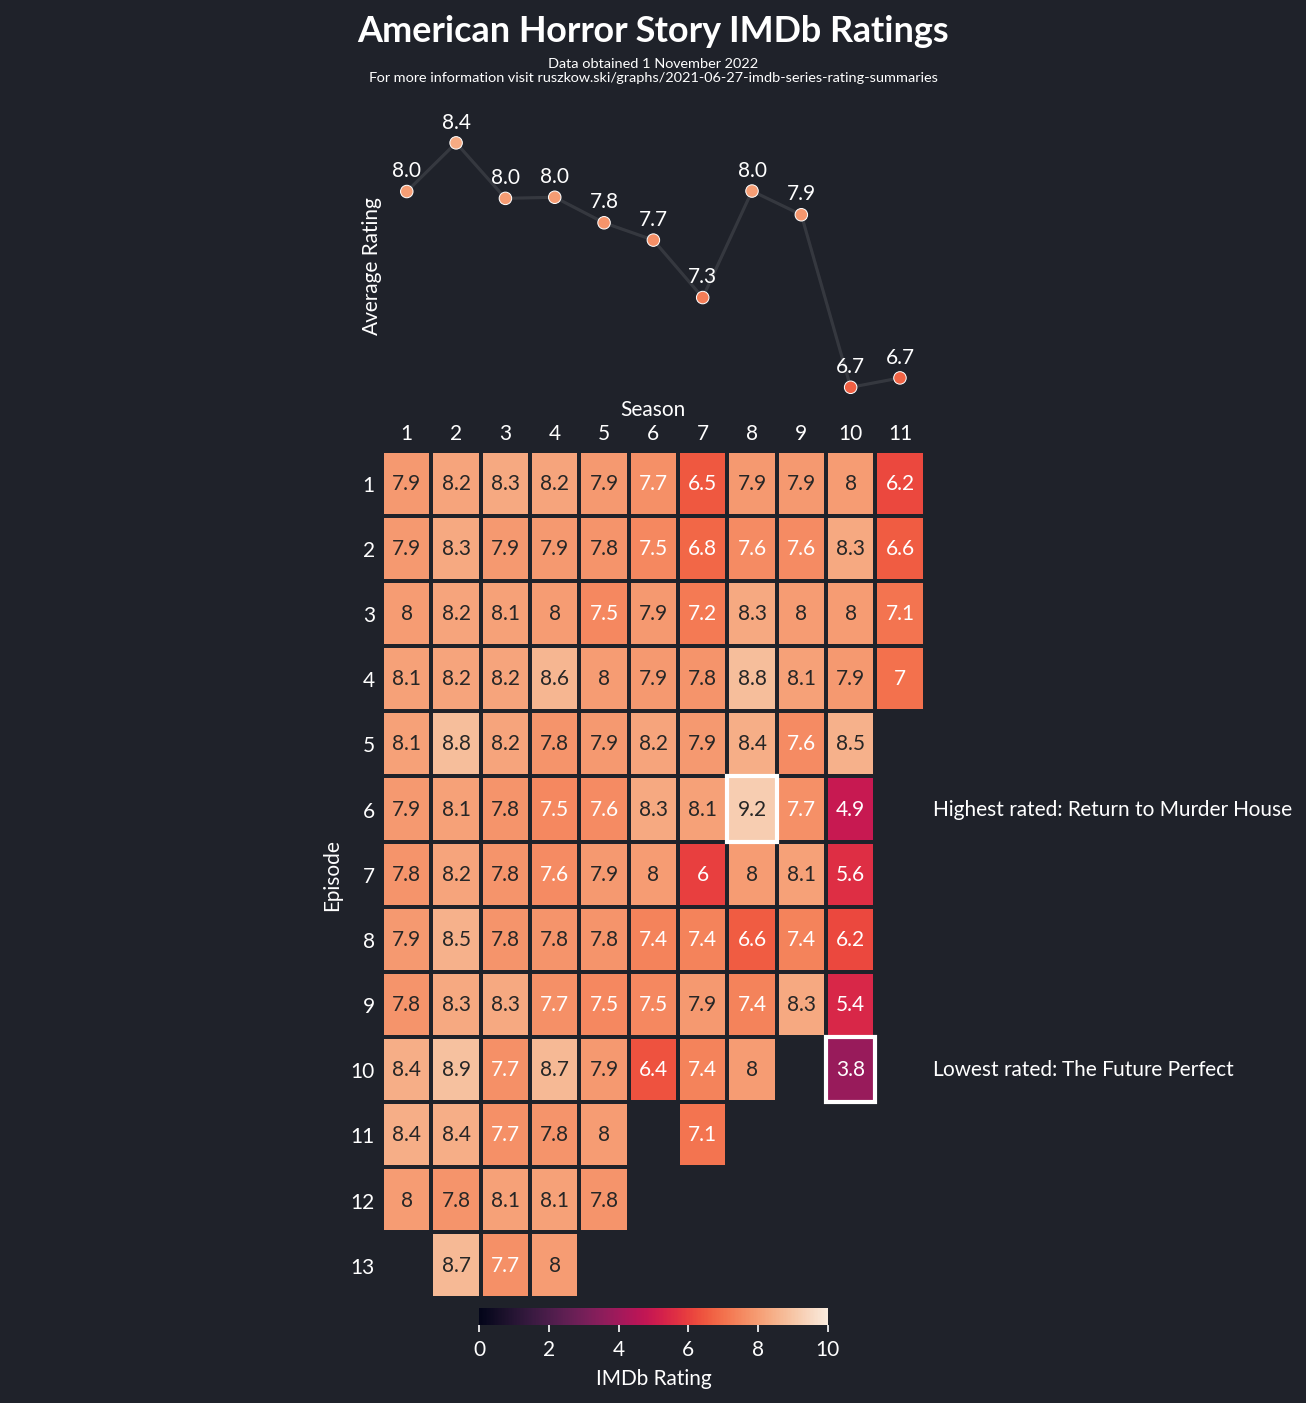 American Horror Story IMDb Ratings
Data obtained 1 November 2022
For more information visit ruszkow.ski/graphs/2021-06-27-imdb-series-rating-summaries
8.0 8.4 8.0 8.0 7.8 7.7 7.3 8.0 7.9 6.7 6.7
Average Rating
Season
1 2 3 4 5 6 7 8 9 10 11
1 7.9 8.2 8.3 8.2 7.9 7.7 6.5 7.9 7.9 8 6.2
2 7.9 8.3 7.9 7.9 7.8 7.5 6.8 7.6 7.6 8.3 6.6
3 8 8.2 8.1 8 7.5 7.9 7.2 8.3 8 8 7.1
4 8.1 8.2 8.2 8.6 8 7.9 7.8 8.8 8.1 7.9 7
5 8.1 8.8 8.2 7.8 7.9 8.2 7.9 8.4 7.6 8.5
6 7.9 8.1 7.8 7.5 7.6 8.3 8.1 9.2 7.7 4.9 Highest rated: Return to Murder House
Episode
7 7.8 8.2 7.8 7.6 7.9 8 6 8 8.1 5.6
8 7.9 8.5 7.8 7.8 7.8 7.4 7.4 6.6 7.4 6.2
9 7.8 8.3 8.3 7.7 7.5 7.5 7.9 7.4 8.3 5.4
10 8.4 8.9 7.7 8.7 7.9 6.4 7.4 8 3.8 Lowest rated: The Future Perfect
11 8.4 8.4 7.7 7.8 8 7.1
12 8 7.8 8.1 8.1 7.8
13 8.7 7.7 8
0 2 4 6 8 10
IMDb Rating